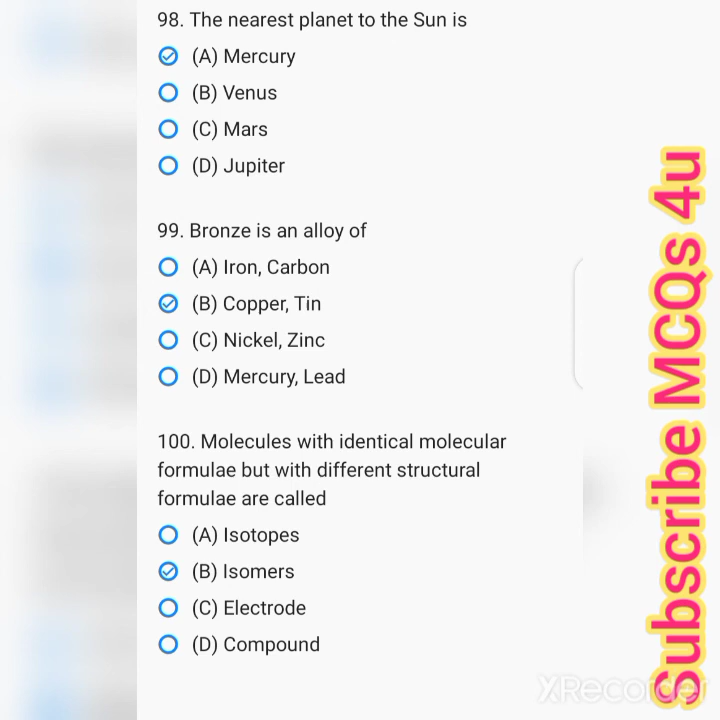 98. The nearest planet to the Sun is
(A) Mercury
(B) Venus
(C) Mars
(D) Jupiter
99. Bronze is an alloy of
(A) Iron, Carbon
(B) Copper, Tin
(C) Nickel, Zinc
(D) Mercury, Lead
100. Molecules with identical molecular
formulae but with different structural
formulae are called
(A) Isotopes
(B) Isomers
(C) Electrode
(D) Compound
Subscribe MCQs 4u
XRecorder